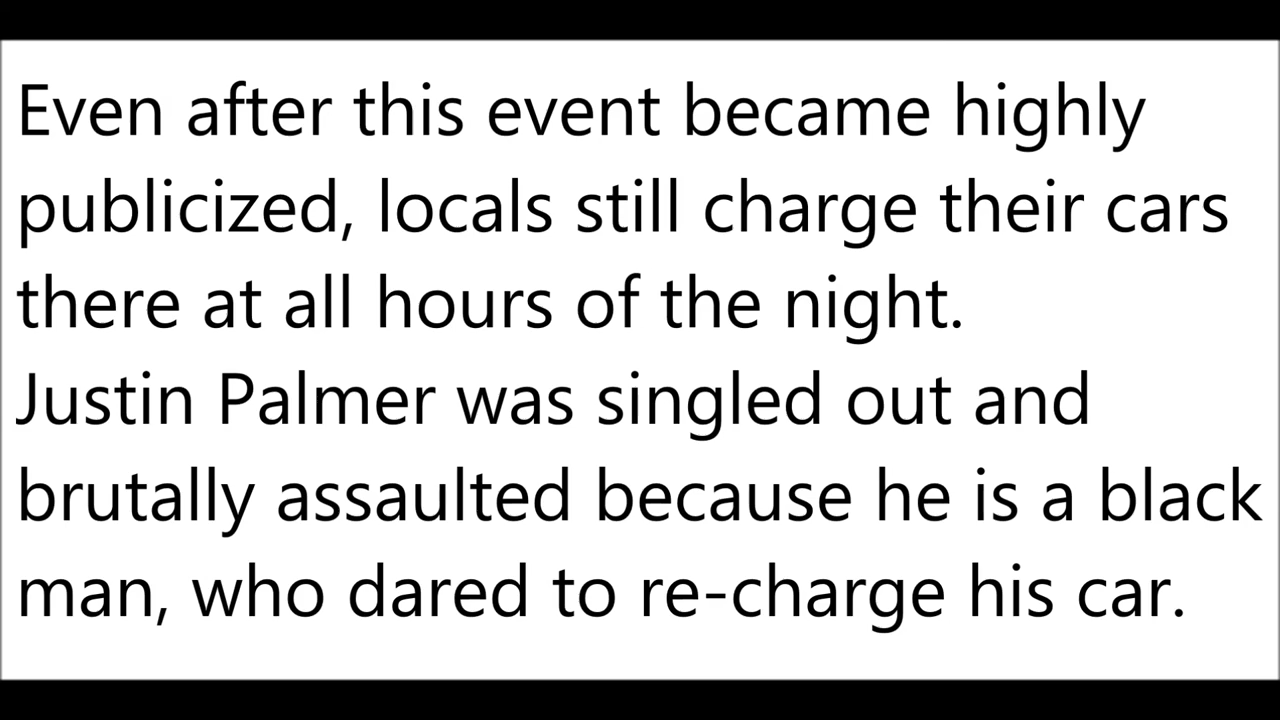 Even after this event became highly
publicized, locals still charge their cars
there at all hours of the night.
Justin Palmer was singled out and
brutally assaulted because he is a black
man, who dared to re-charge his car.